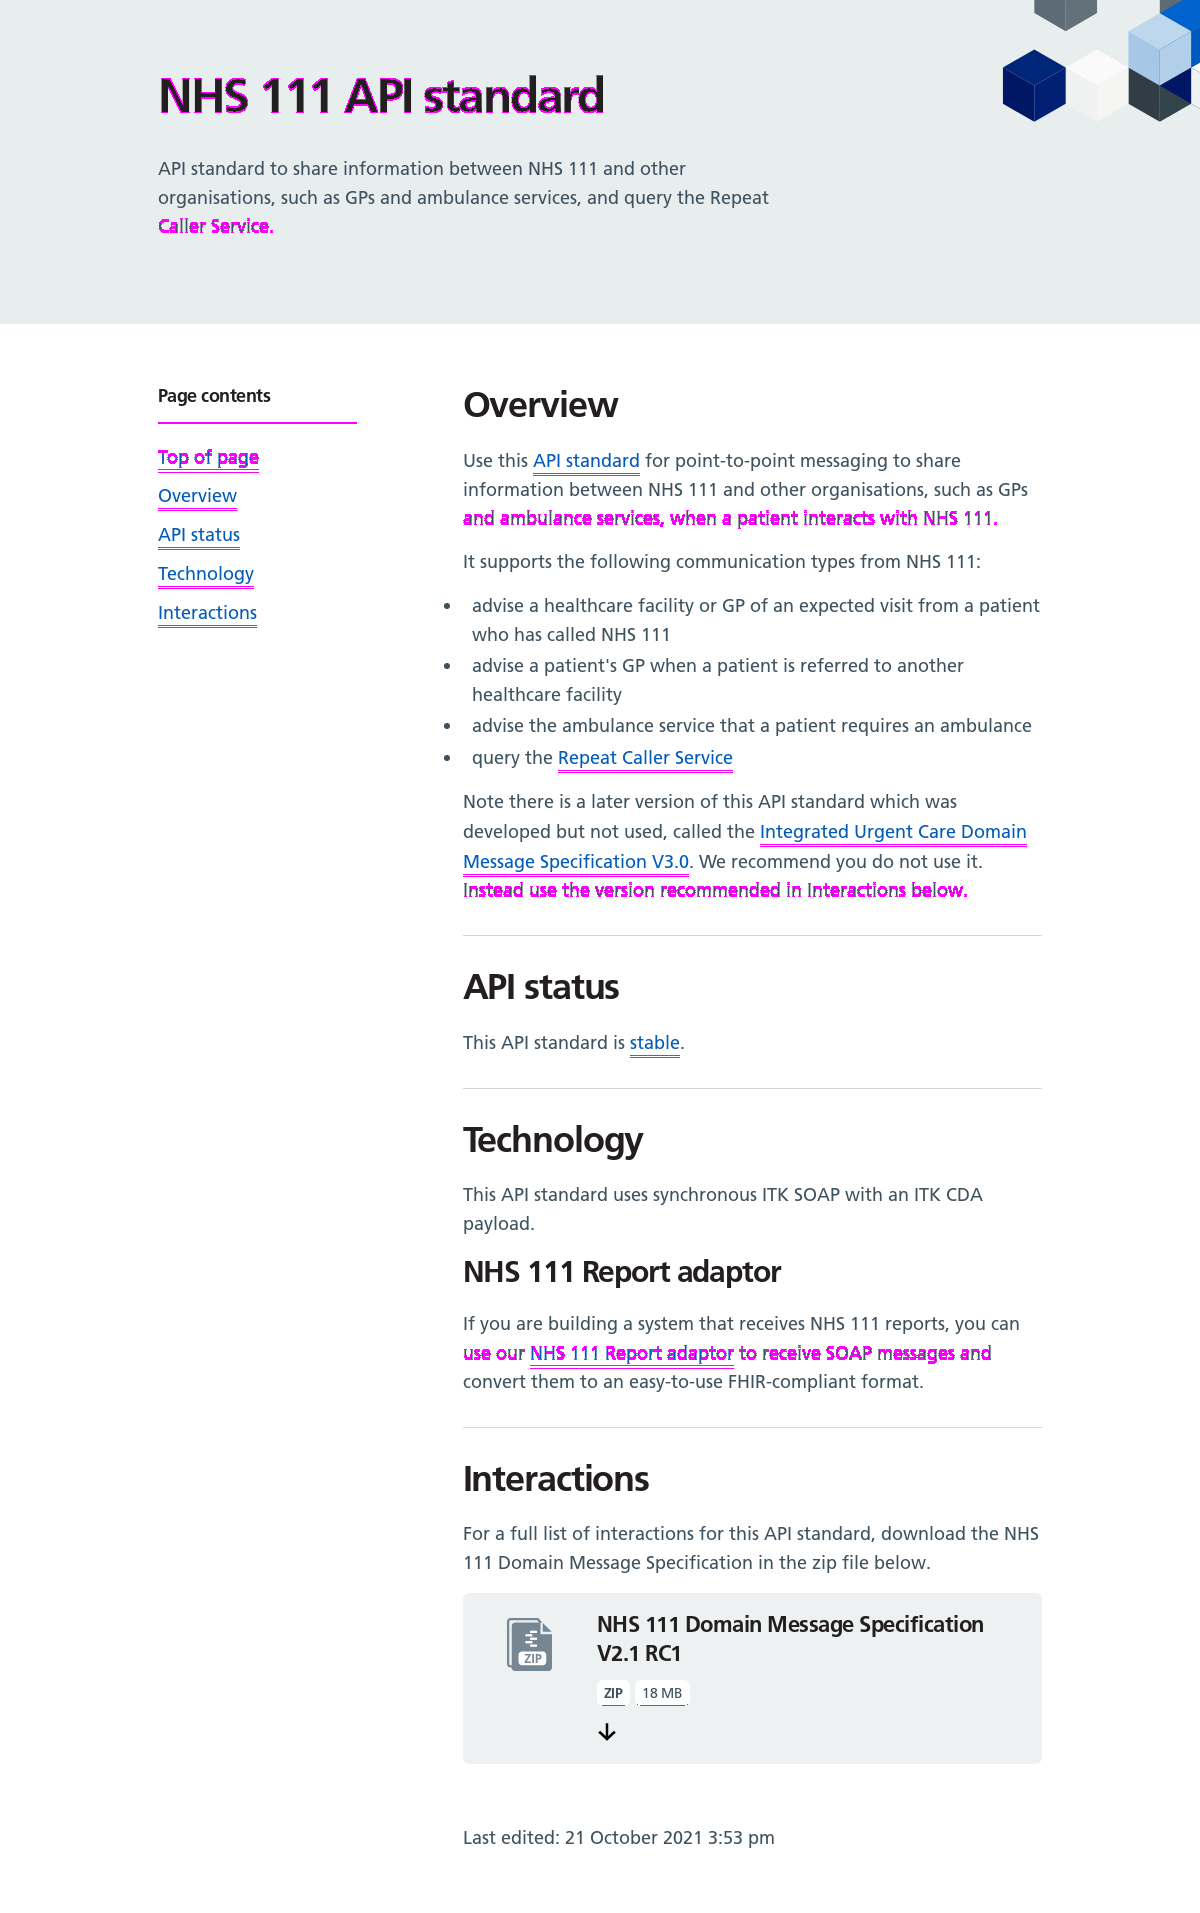 NHS 111 API standard
API standard to share information between NHS 111 and other
organisations, such as GPs and ambulance services, and query the Repeat
Caller Service.
Page contents
Top of page
Overview
API status
Technology
Interactions
Overview
Use this API standard for point-to-point messaging to share
information between NHS 111 and other organisations, such as GPs
and ambulance services, when a patient interacts with NHS 111.
It supports the following communication types from NHS 111:
• advise a healthcare facility or GP of an expected visit from a patient
who has called NHS 111
• advise a patient's GP when a patient is referred to another
healthcare facility
• advise the ambulance service that a patient requires an ambulance
• query the Repeat Caller Service
Note there is a later version of this API standard which was
developed but not used, called the Integrated Urgent Care Domain
Message Specification V3.0. We recommend you do not use it.
Instead use the version recommended in Interactions below.
API status
This API standard is stable.
Technology
This API standard uses synchronous ITK SOAP with an ITK CDA
payload.
NHS 111 Report adaptor
If you are building a system that receives NHS 111 reports, you can
use our NHS 111 Report adaptor to receive SOAP messages and
convert them to an easy-to-use FHIR-compliant format.
Interactions
For a full list of interactions for this API standard, download the NHS
111 Domain Message Specification in the zip file below.
ZIP
NHS 111 Domain Message Specification
V2.1 RC1
ZIP 18 MB
Last edited: 21 October 2021 3:53 pm